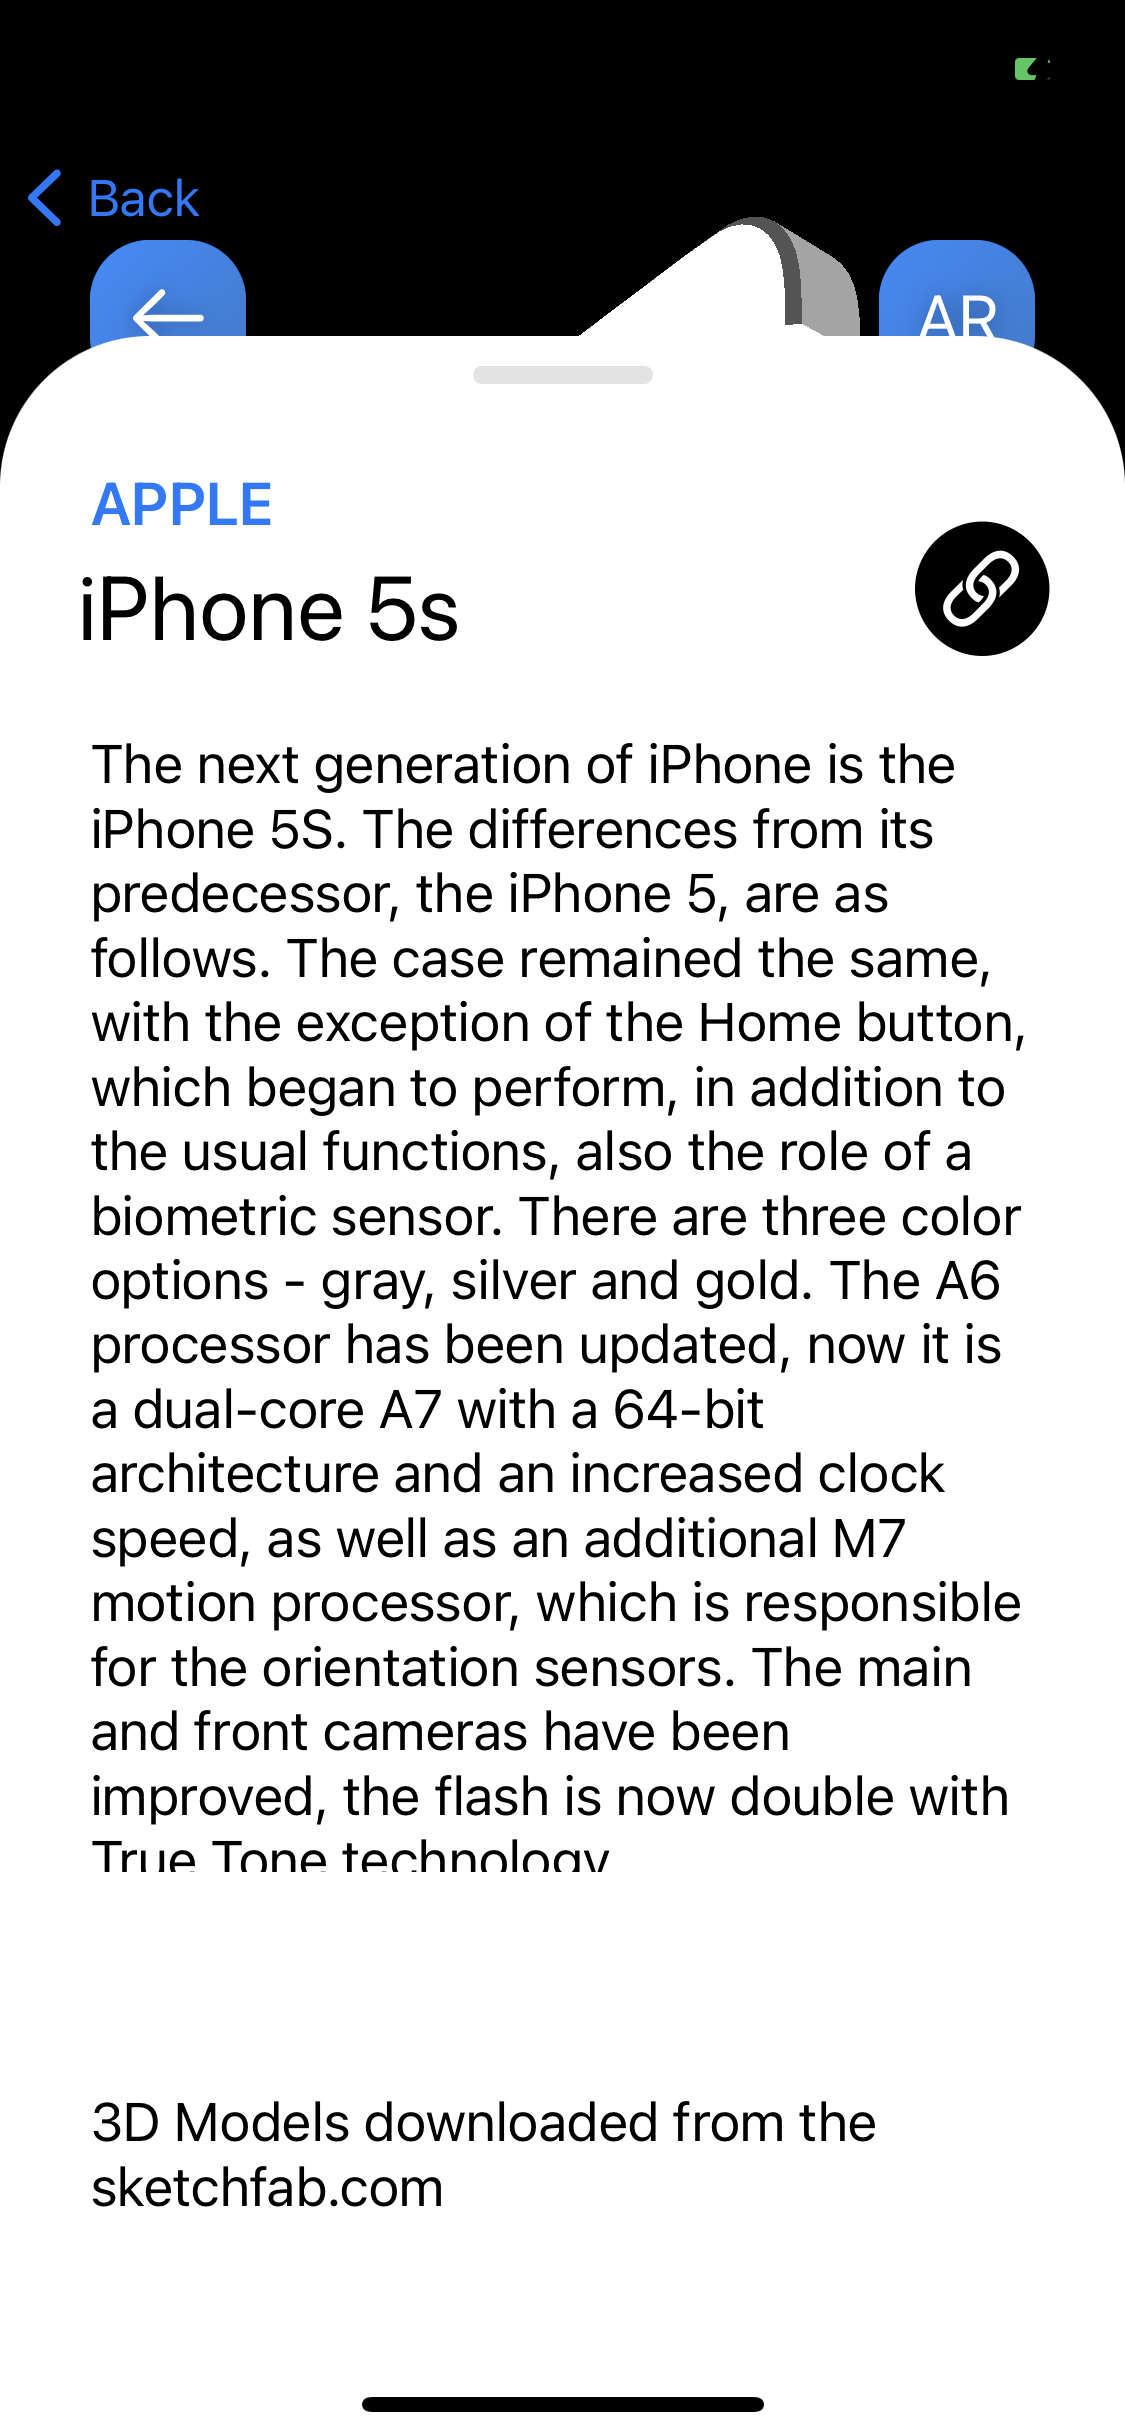 Back
AR
APPLE
iPhone 5s
The next generation of iPhone is the
iPhone 5S. The differences from its
predecessor, the iPhone 5, are as
follows. The case remained the same,
with the exception of the Home button,
which began to perform, in addition to
the usual functions, also the role of a
biometric sensor. There are three color
options - gray, silver and gold. The A6
processor has been updated, now it is
a dual-core A7 with a 64-bit
architecture and an increased clock
speed, as well as an additional M7
motion processor, which is responsible
for the orientation sensors. The main
and front cameras have been
improved, the flash is now double with
True Tone technology
3D Models downloaded from the
sketchfab.com